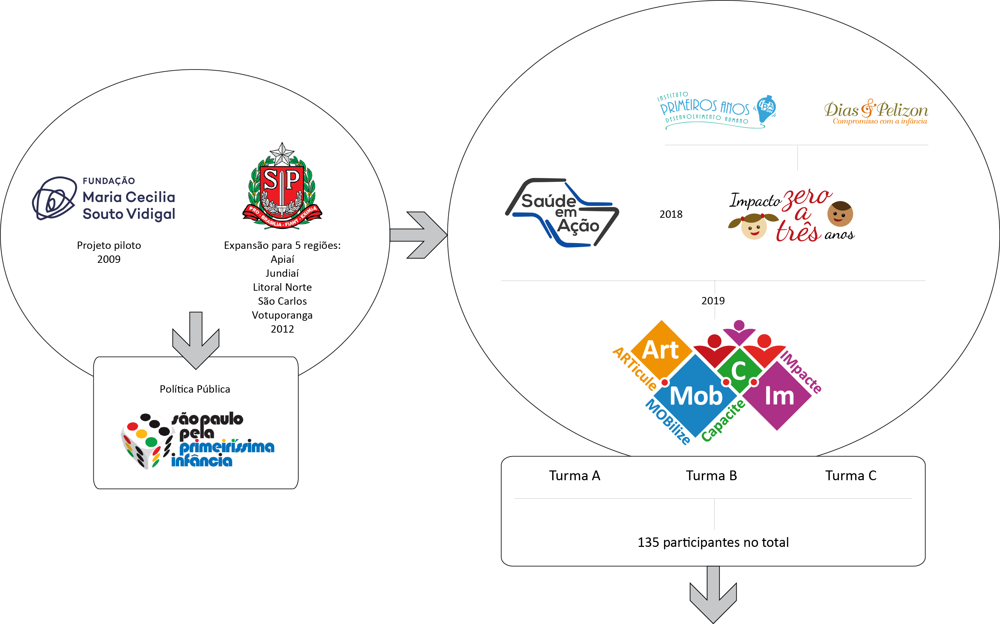 FUNDAÇÃO
Maria Cecilia
Souto Vidigal
Projeto piloto
2009
SP
PRO - BRASILIA - FIANT - EXIMIA
Expansão para 5 regiões:
Apiaí
Jundiaí
Litoral Norte
São Carlos
Votuporanga
2012
Política Pública
são paulo
pela
primeiríssima
infância
INSTITUTO
PRIMEIROS ANOS
DESENVOLVIMENTO HUMANO
iPA
DH
Dias & Pelizon
Compromisso com a infância
Saúde
em
Ação
2018
Impacto zero
a
três anos
2019
Art
ARTicule
Mob
MOBilize
C
Capacite
Im
IIMpacte
Turma A
Turma B
Turma C
135 participantes no total